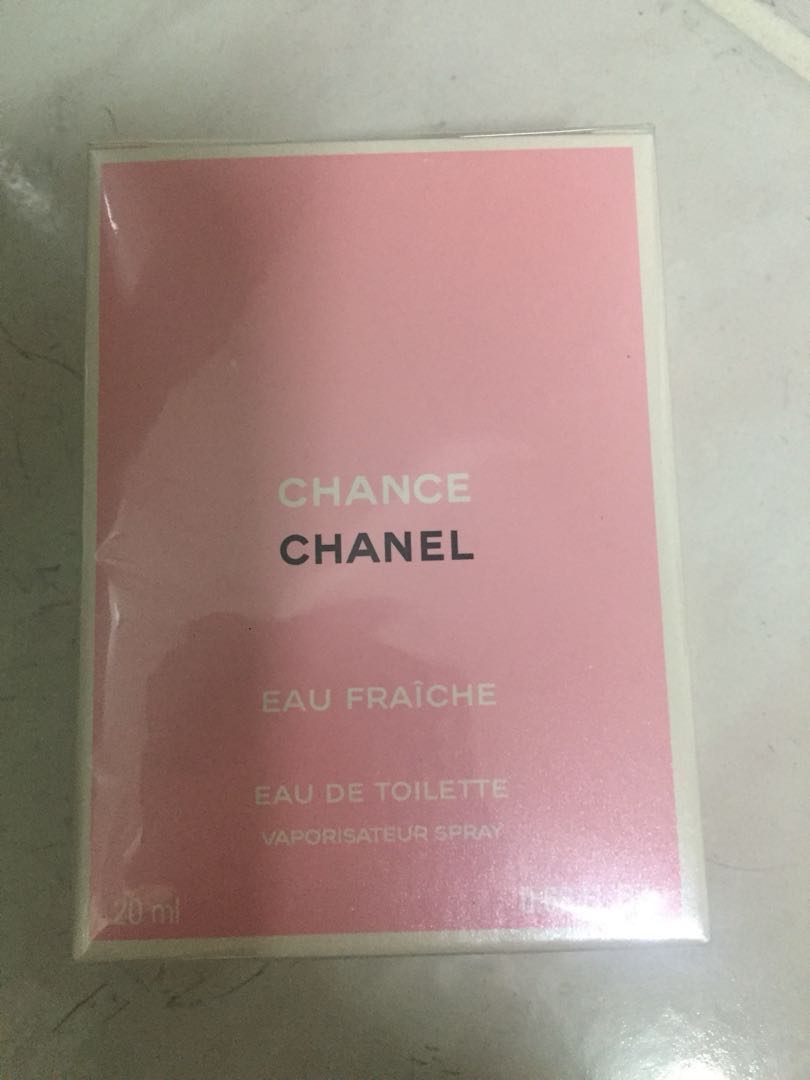 CHANCE
CHANEL
EAU FRAÎCHE
EAU DE TOILETTE
VAPORISATEUR SPRAY
20 ml